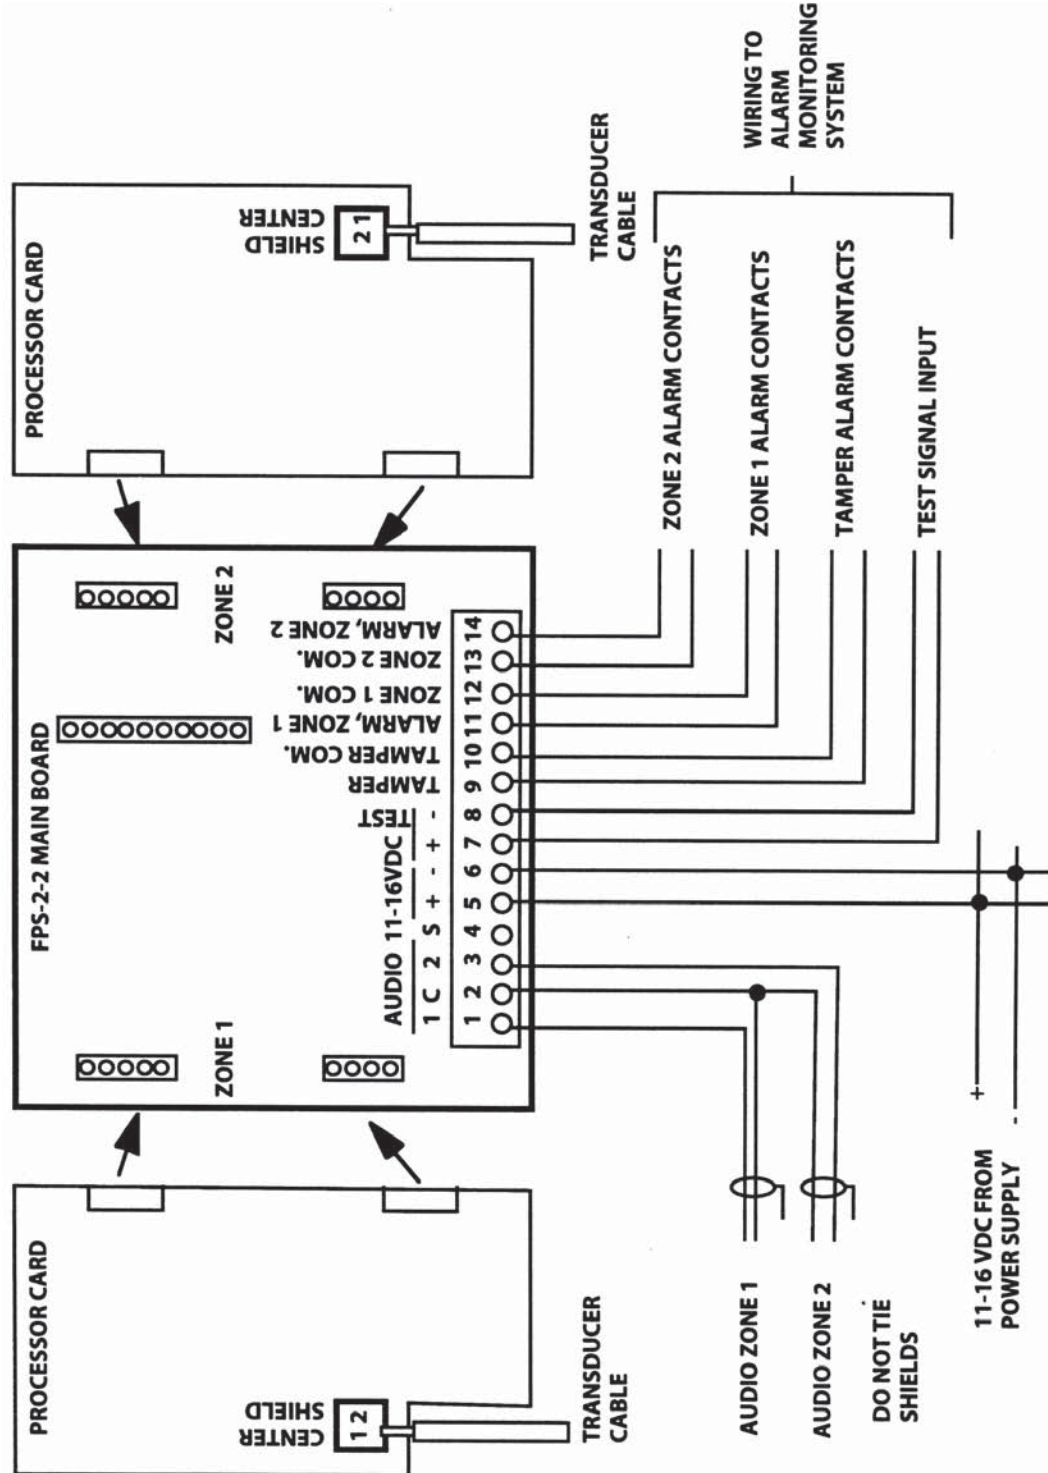 PROCESSOR CARD
CENTER
SHIELD
1 2
TRANSDUCER
CABLE
FPS-2-2 MAIN BOARD
ZONE 1
ZONE 2
AUDIO
11-16VDC
TEST
TAMPER
TAMPER COM.
ALARM, ZONE 1
ZONE 1 COM.
ZONE 2 COM.
ALARM, ZONE 2
1 C 2 S + - + -
1 2 3 4 5 6 7 8 9 10 11 12 13 14
PROCESSOR CARD
SHIELD
CENTER
2 1
TRANSDUCER
CABLE
ZONE 2 ALARM CONTACTS
ZONE 1 ALARM CONTACTS
TAMPER ALARM CONTACTS
TEST SIGNAL INPUT
WIRING TO
ALARM
MONITORING
SYSTEM
AUDIO ZONE 1
AUDIO ZONE 2
DO NOT TIE
SHIELDS
+
-
11-16 VDC FROM
POWER SUPPLY